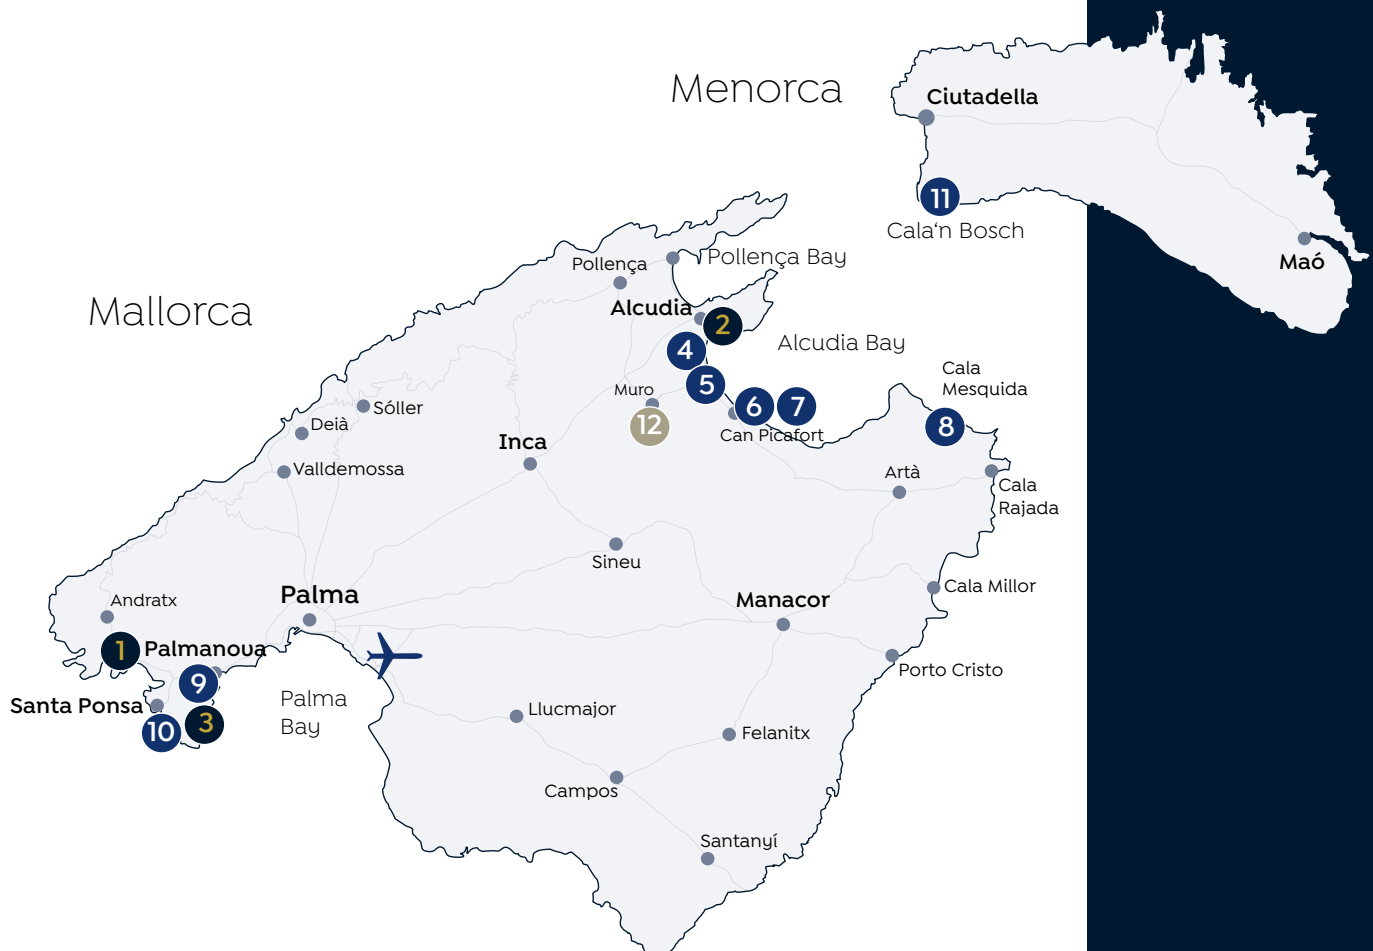 Menorca
Ciutadella
11
Cala‘n Bosch
Maó
Mallorca
Pollença
Pollença Bay
Alcudia
2
4
Alcudia Bay
5
Muro
12
6
7
Can Picafort
Cala
Mesquida
8
Sóller
Deià
Valldemossa
Inca
Artà
Cala
Rajada
Sineu
Cala Millor
Andratx
Palma
Manacor
1
Palmanova
9
Santa Ponsa
10
3
Palma
Bay
Porto Cristo
Llucmajor
Felanitx
Campos
Santanyí